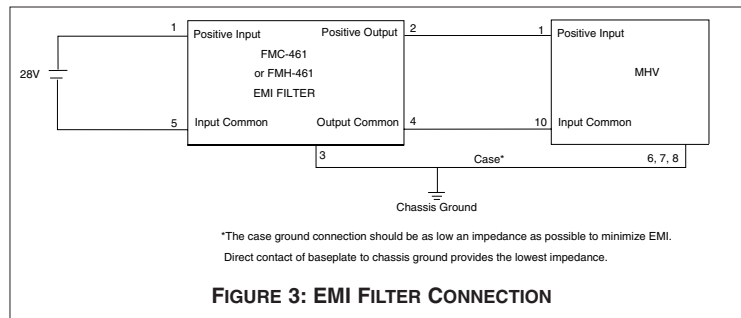 1 Positive Input Positive Output 2 1 Positive Input
FMC-461
or FMH-461
EMI FILTER
MHV
28V
5 Input Common Output Common 4 10 Input Common
3 Case* 6, 7, 8
Chassis Ground
*The case ground connection should be as low an impedance as possible to minimize EMI.
Direct contact of baseplate to chassis ground provides the lowest impedance.
FIGURE 3: EMI FILTER CONNECTION